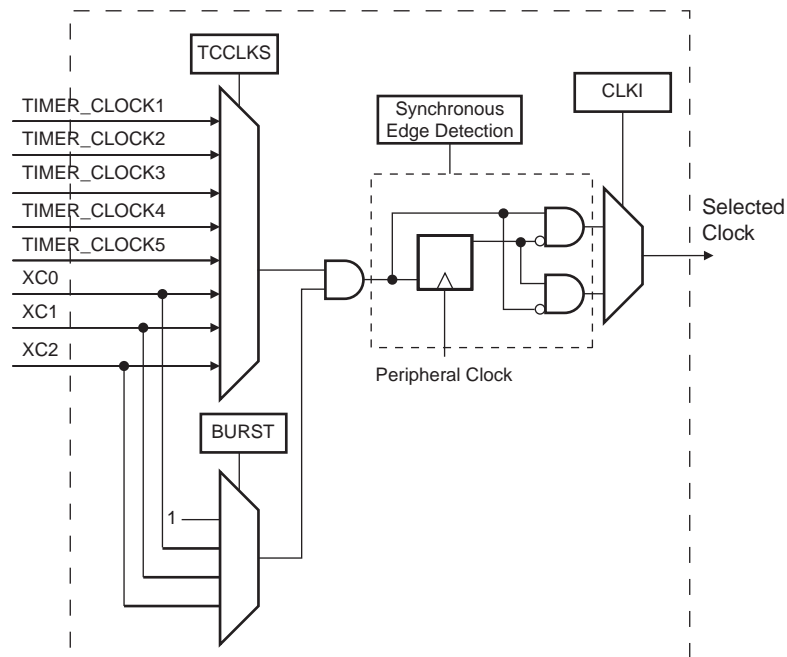 TCCLKS
TIMER_CLOCK1
TIMER_CLOCK2
TIMER_CLOCK3
TIMER_CLOCK4
TIMER_CLOCK5
XC0
XC1
XC2
Synchronous
Edge Detection
CLKI
Selected
Clock
Peripheral Clock
BURST
1